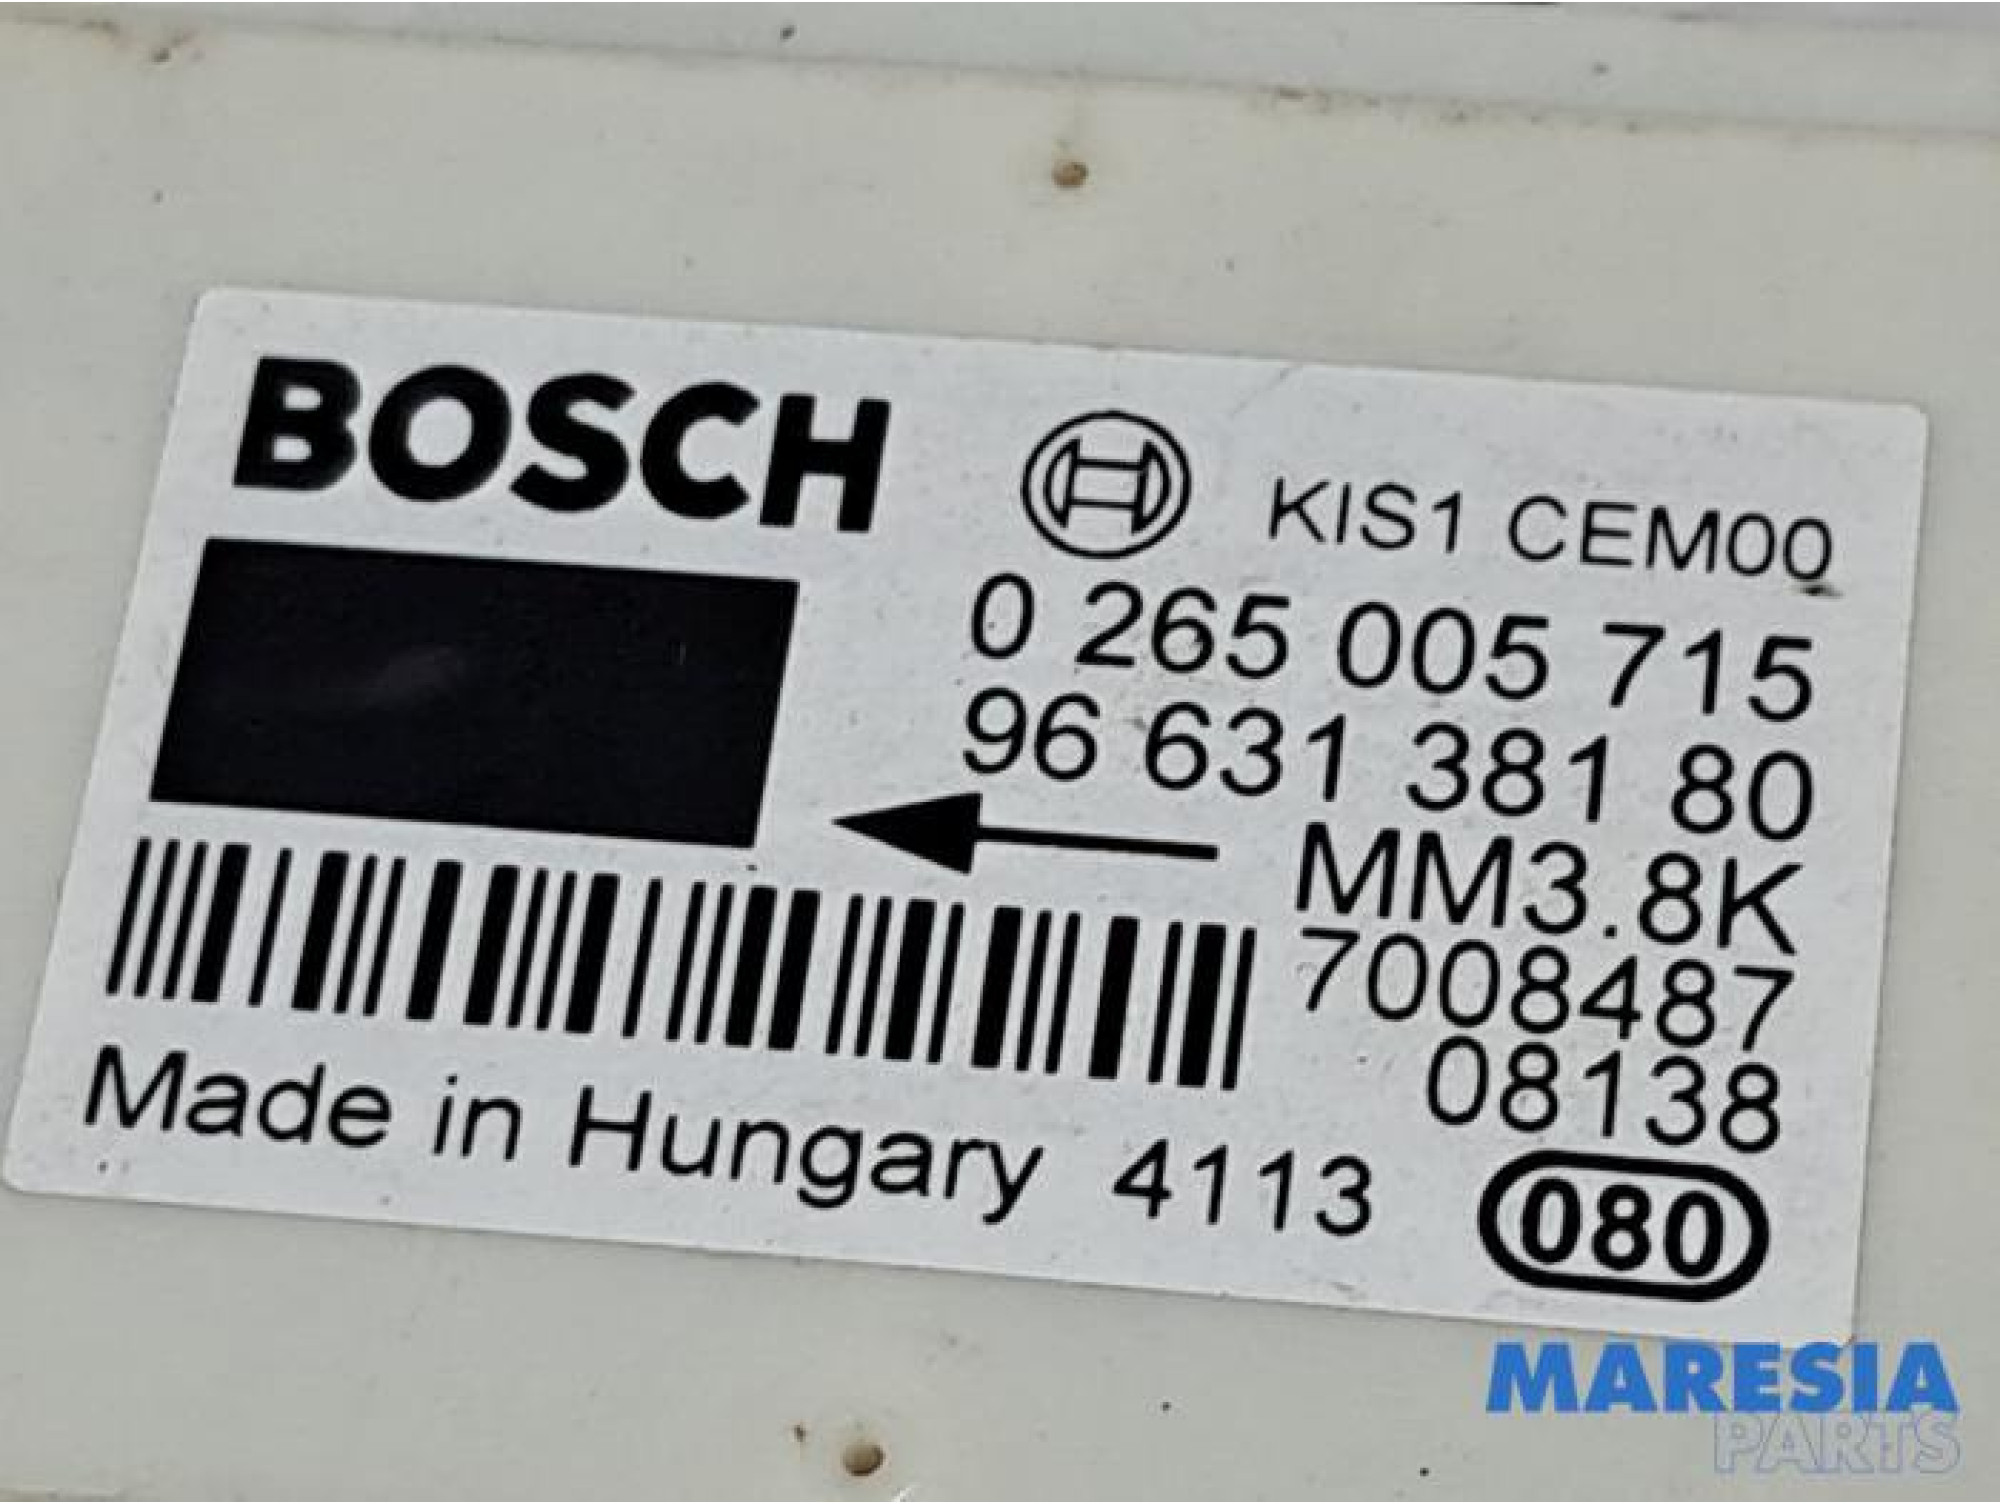 BOSCH
KIS1 CEM00
0 265 005 715
96 631 381 80
MM3.8K
7008487
08138
Made in Hungary 4113
080
MARESIA
PARTS